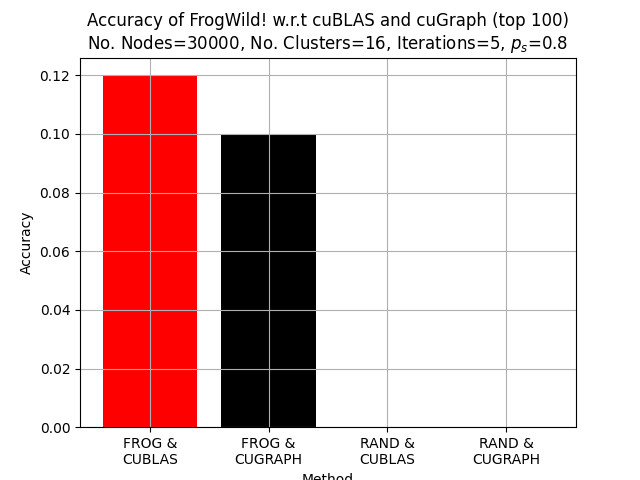 Accuracy of FrogWild! w.r.t cuBLAS and cuGraph (top 100)
No. Nodes=30000, No. Clusters=16, Iterations=5, pₛ=0.8
0.12
0.10
0.08
0.06
0.04
0.02
0.00
Accuracy
FROG &
CUBLAS
FROG &
CUGRAPH
RAND &
CUBLAS
RAND &
CUGRAPH
Method